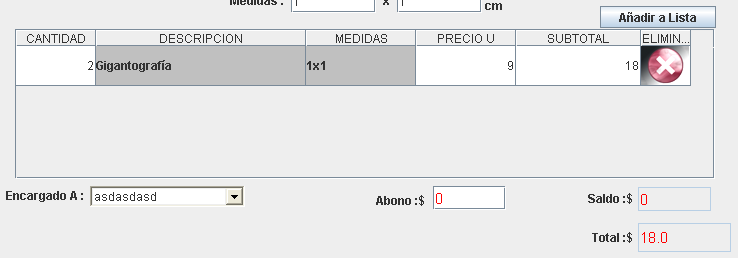 Medidas : 1 x 1 cm
Añadir a Lista
CANTIDAD DESCRIPCION MEDIDAS PRECIO U SUBTOTAL ELIMIN...
2 Gigantografía 1x1 9 18
Encargado A : asdasdasd Abono :$ 0 Saldo :$ 0
Total :$ 18.0